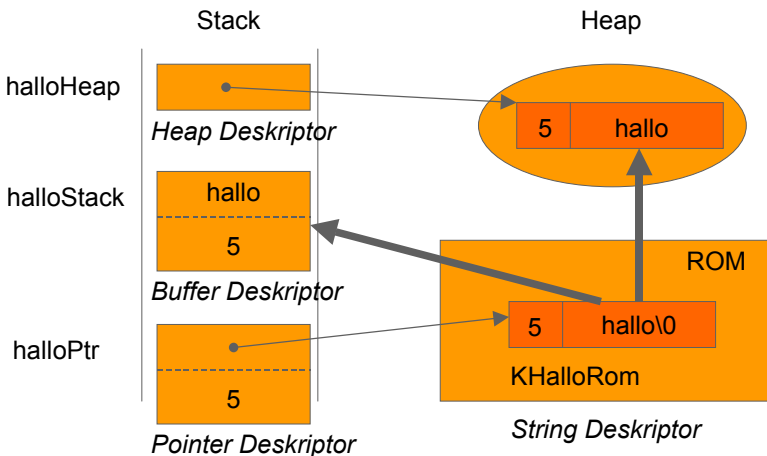 Stack
Heap
halloHeap
Heap Deskriptor
5 hallo
halloStack
hallo
5
Buffer Deskriptor
ROM
5 hallo\0
KHalloRom
String Deskriptor
halloPtr
5
Pointer Deskriptor